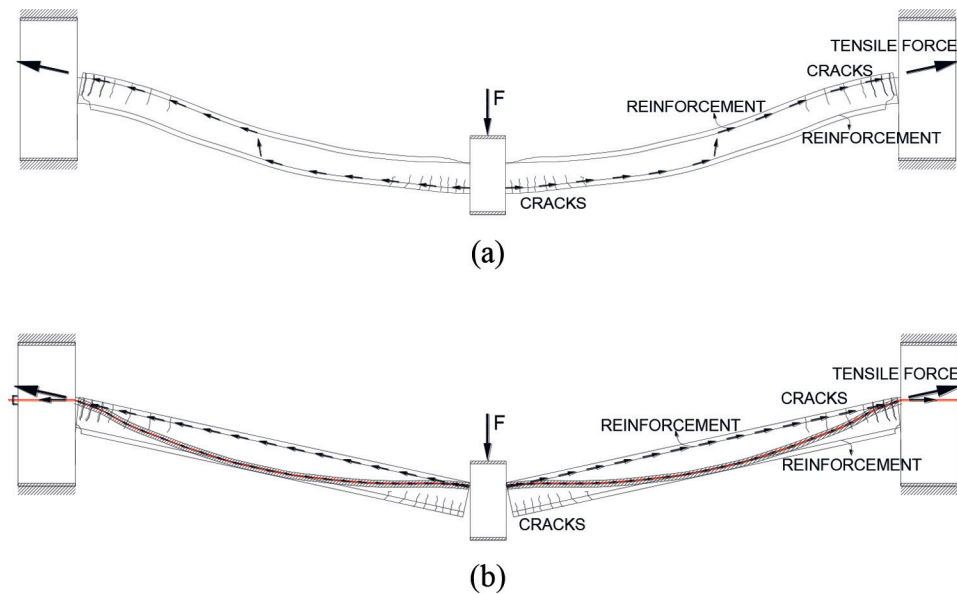 TENSILE FORCE
CRACKS
F
REINFORCEMENT
REINFORCEMENT
CRACKS
(a)
TENSILE FORCE
CRACKS
F
REINFORCEMENT
REINFORCEMENT
CRACKS
(b)